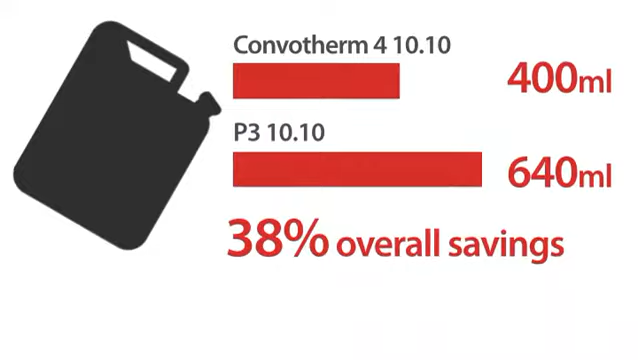 Convotherm 4 10.10
400ml
P3 10.10
640ml
38% overall savings